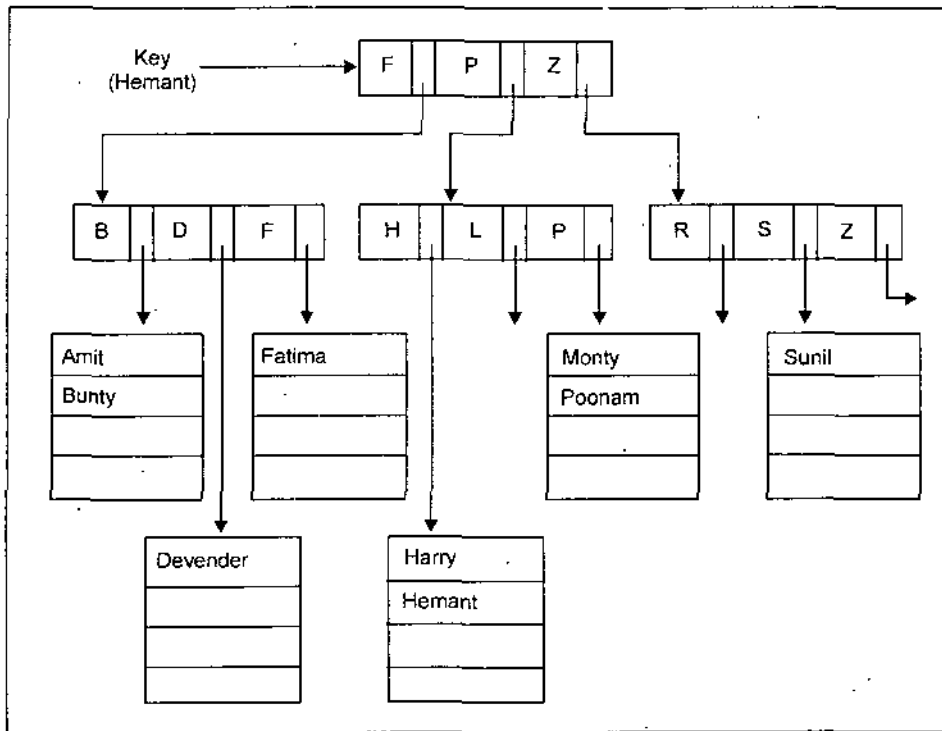 Key
(Hemant)
F P Z
B D F
H L P
R S Z
Amit
Bunty
Fatima
Monty
Poonam
Sunil
Devender
Harry
Hemant